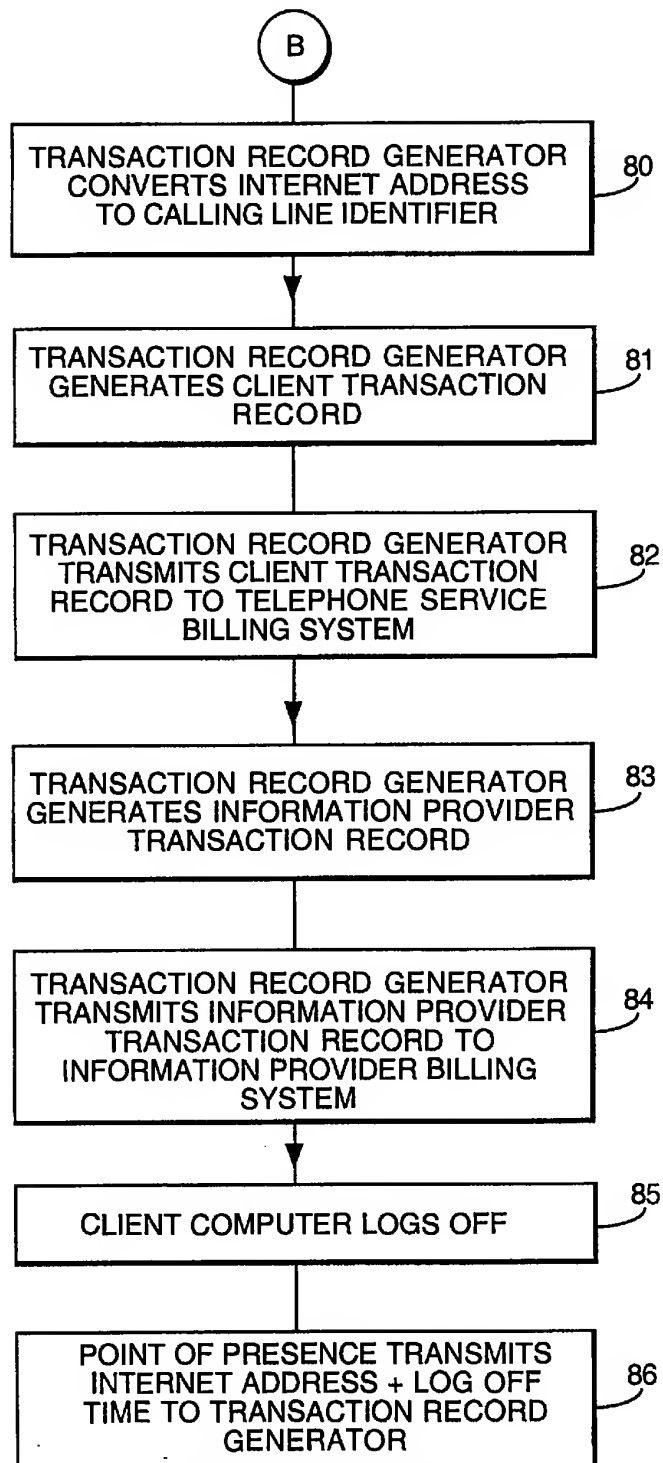 B
TRANSACTION RECORD GENERATOR
CONVERTS INTERNET ADDRESS
TO CALLING LINE IDENTIFIER
80
TRANSACTION RECORD GENERATOR
GENERATES CLIENT TRANSACTION
RECORD
81
TRANSACTION RECORD GENERATOR
TRANSMITS CLIENT TRANSACTION
RECORD TO TELEPHONE SERVICE
BILLING SYSTEM
82
TRANSACTION RECORD GENERATOR
GENERATES INFORMATION PROVIDER
TRANSACTION RECORD
83
TRANSACTION RECORD GENERATOR
TRANSMITS INFORMATION PROVIDER
TRANSACTION RECORD TO
INFORMATION PROVIDER BILLING
SYSTEM
84
CLIENT COMPUTER LOGS OFF
85
POINT OF PRESENCE TRANSMITS
INTERNET ADDRESS + LOG OFF
TIME TO TRANSACTION RECORD
GENERATOR
86